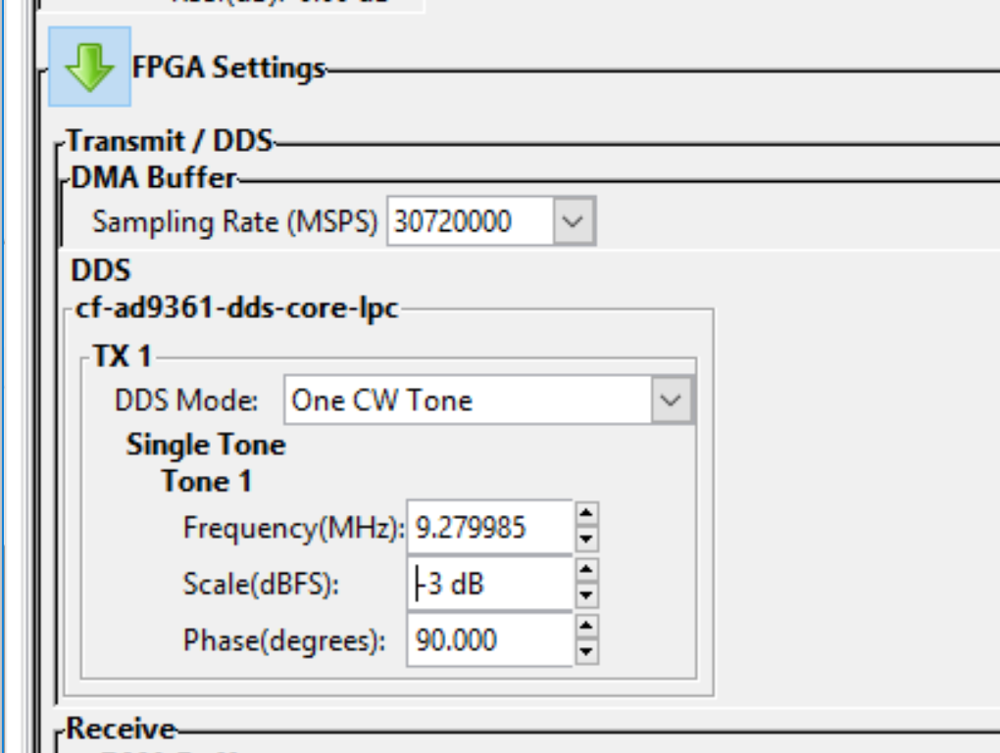 FPGA Settings
Transmit / DDS
DMA Buffer
Sampling Rate (MSPS) 30720000
DDS
cf-ad9361-dds-core-lpc
TX 1
DDS Mode: One CW Tone
Single Tone
Tone 1
Frequency(MHz): 9.279985
Scale(dBFS): -3 dB
Phase(degrees): 90.000
Receive